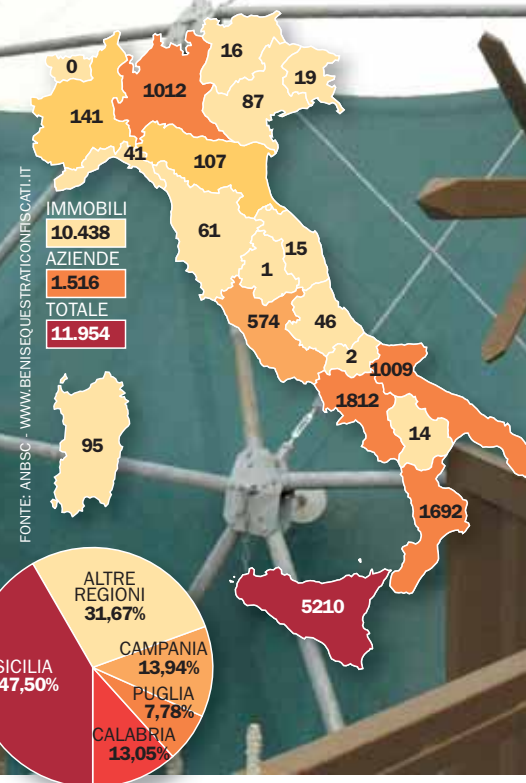 16
0
19
1012
87
141
41
107
IMMOBILI
10.438
AZIENDE
1.516
TOTALE
11.954
61
15
1
574
46
2
1009
1812
14
95
1692
5210
FONTE: ANBSC - WWW.BENISEQUESTRATICONFISCATI.IT
ALTRE
REGIONI
31,67%
CAMPANIA
13,94%
PUGLIA
7,78%
CALABRIA
13,05%
SICILIA
47,50%